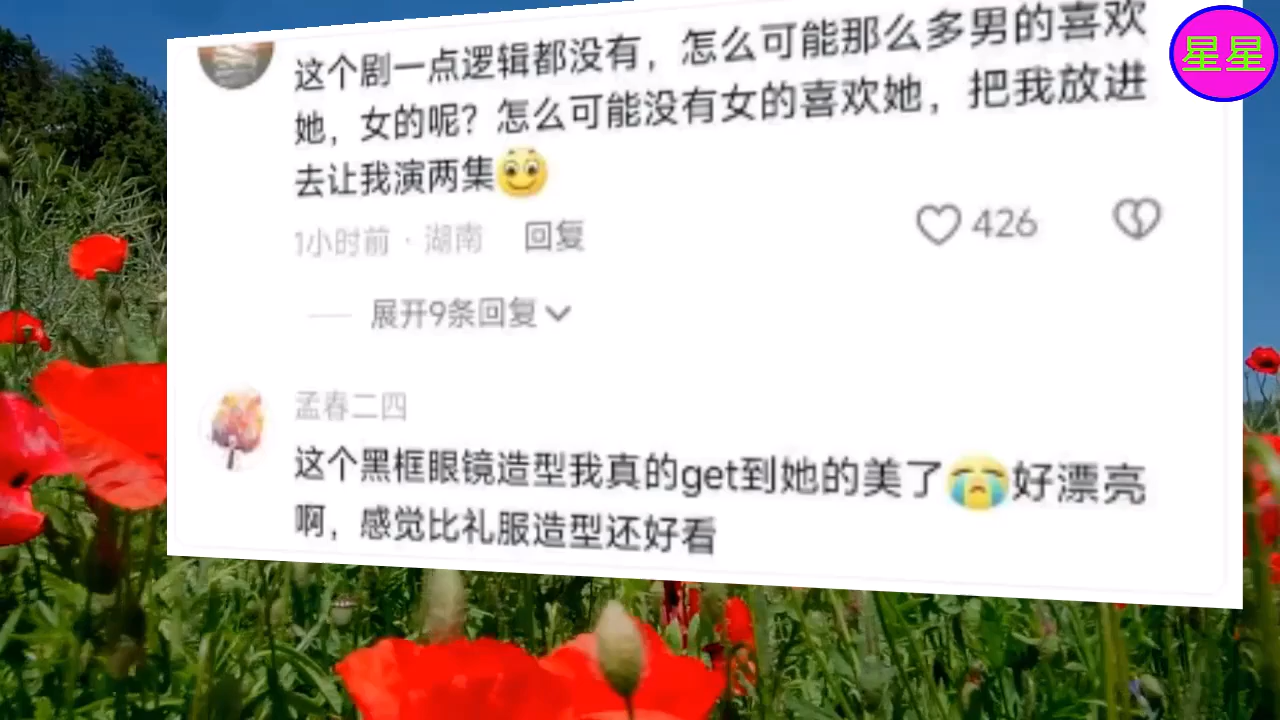 星星
这个剧一点逻辑都没有，怎么可能那么多男的喜欢
她，女的呢？怎么可能没有女的喜欢她，把我放进
去让我演两集
1小时前 · 湖南 回复
426
展开9条回复
孟春二四
这个黑框眼镜造型我真的get到她的美了😭好漂亮
啊，感觉比礼服造型还好看